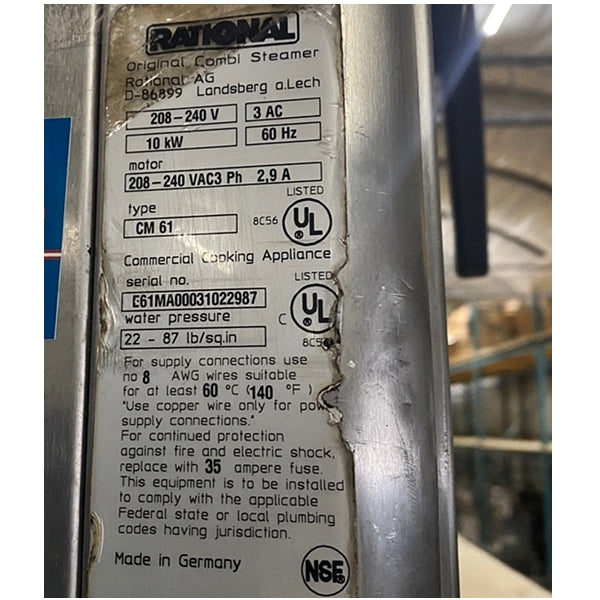 RATIONAL
Original Combi Steamer
Rational AG
D-86899 Landsberg a.Lech
208-240 V 3 AC
10 kW 60 Hz
motor
208-240 VAC3 Ph 2,9 A
LISTED
type
CM 61 8C56 UL ®
Commercial Cooking Appliance
serial no. LISTED
E61MA00031022987
water pressure C UL ®
22 - 87 lb/sq.in
For supply connections use
no 8 AWG wires suitable
for at least 60 °C (140 °F )
"Use copper wire only for
supply connections."
For continued protection
against fire and electric shock,
replace with 35 ampere fuse.
This equipment is to be installed
to comply with the applicable
Federal state or local plumbing
codes having jurisdiction.
Made in Germany
NSF ®